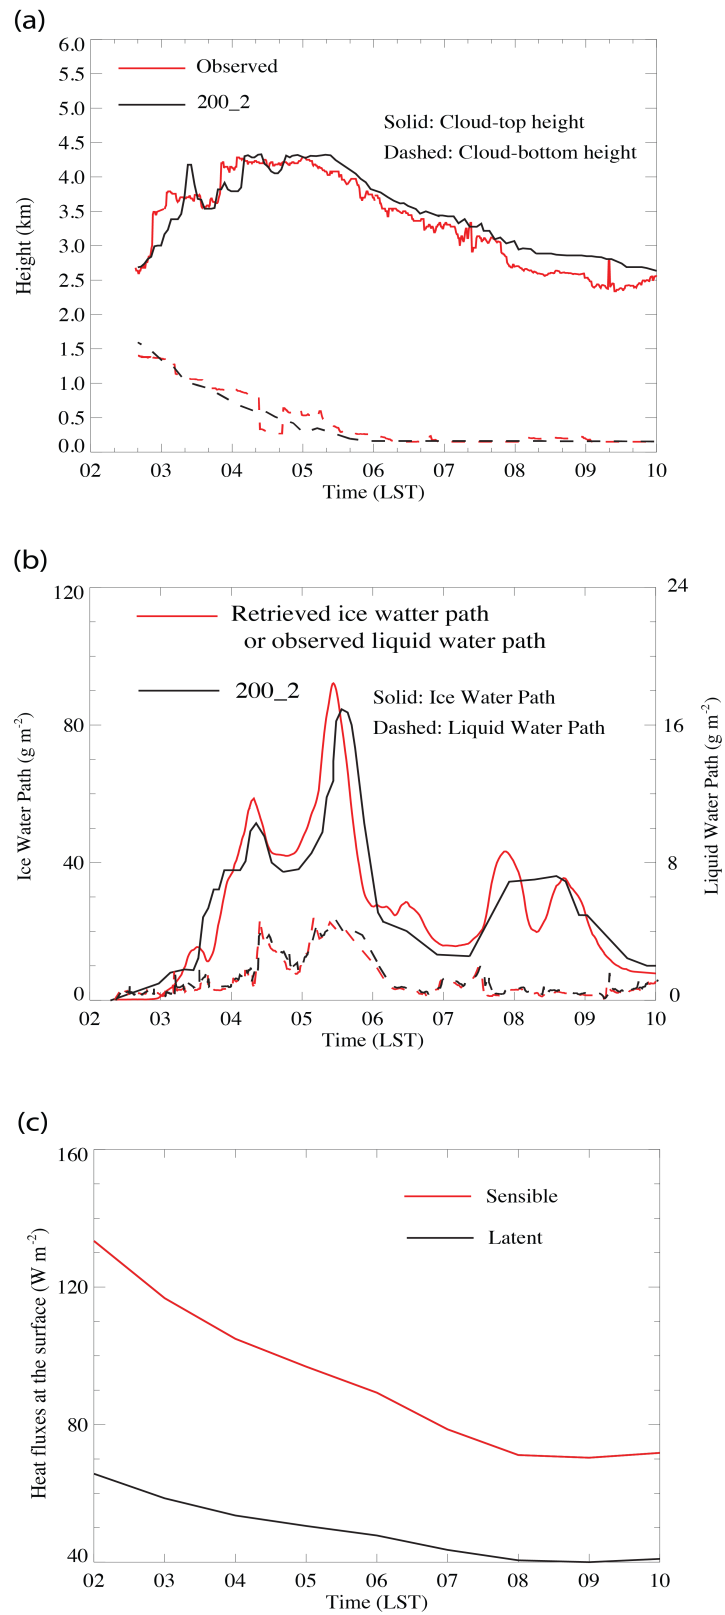 (a)
6.0
5.5
5.0
4.5
4.0
3.5
3.0
2.5
2.0
1.5
1.0
0.5
0.0
Height (km)
Observed
200_2
Solid: Cloud-top height
Dashed: Cloud-bottom height
02 03 04 05 06 07 08 09 10
Time (LST)
(b)
120
80
40
0
Ice Water Path (g m-2)
Retrieved ice watter path
or observed liquid water path
200_2
Solid: Ice Water Path
Dashed: Liquid Water Path
24
16
8
0
Liquid Water Path (g m-2)
02 03 04 05 06 07 08 09 10
Time (LST)
(c)
160
120
80
40
Heat fluxes at the surface (W m-2)
Sensible
Latent
02 03 04 05 06 07 08 09 10
Time (LST)